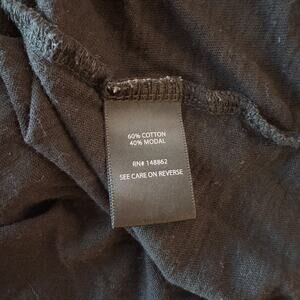 60% COTTON
40% MODAL
RN# 148862
SEE CARE ON REVERSE